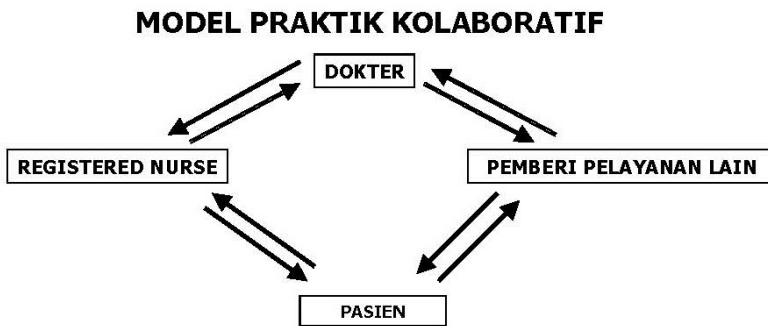 MODEL PRAKTIK KOLABORATIF
DOKTER
REGISTERED NURSE
PEMBERI PELAYANAN LAIN
PASIEN